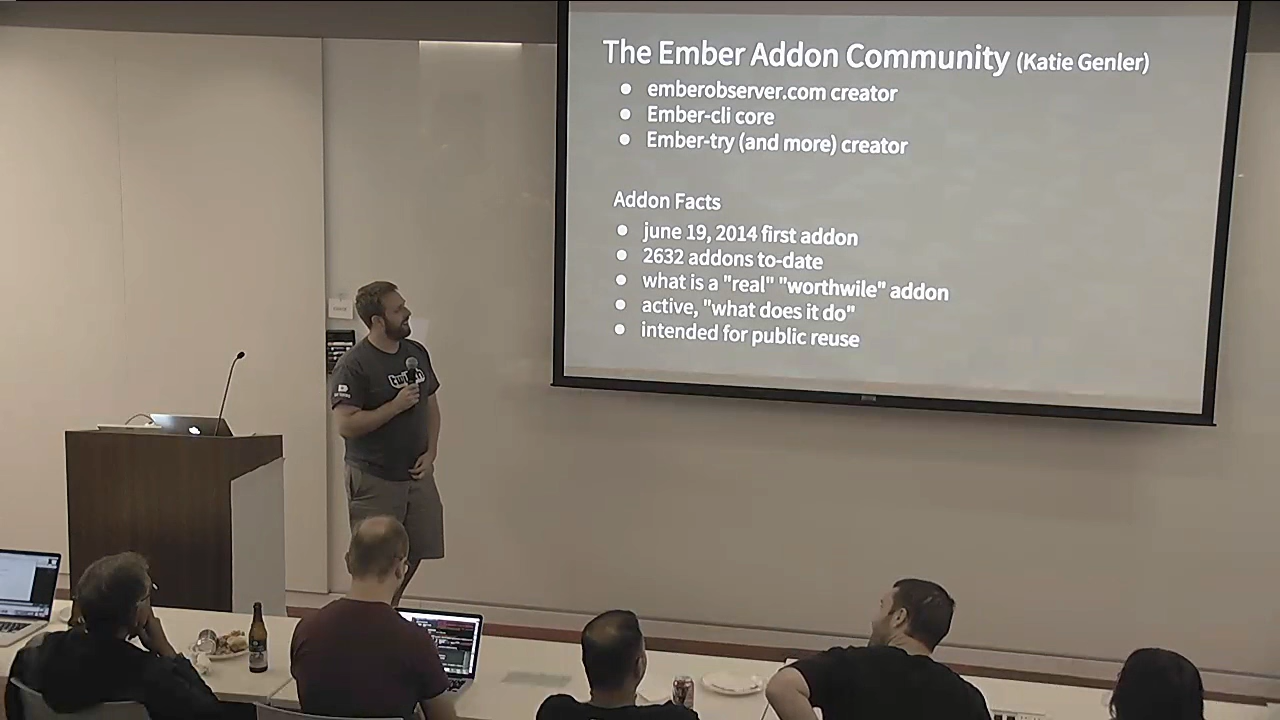 The Ember Addon Community (Katie Genler)
emberobserver.com creator
Ember-cli core
Ember-try (and more) creator
Addon Facts
june 19, 2014 first addon
2632 addons to-date
what is a "real" "worthwile" addon
active, "what does it do"
intended for public reuse
twitch